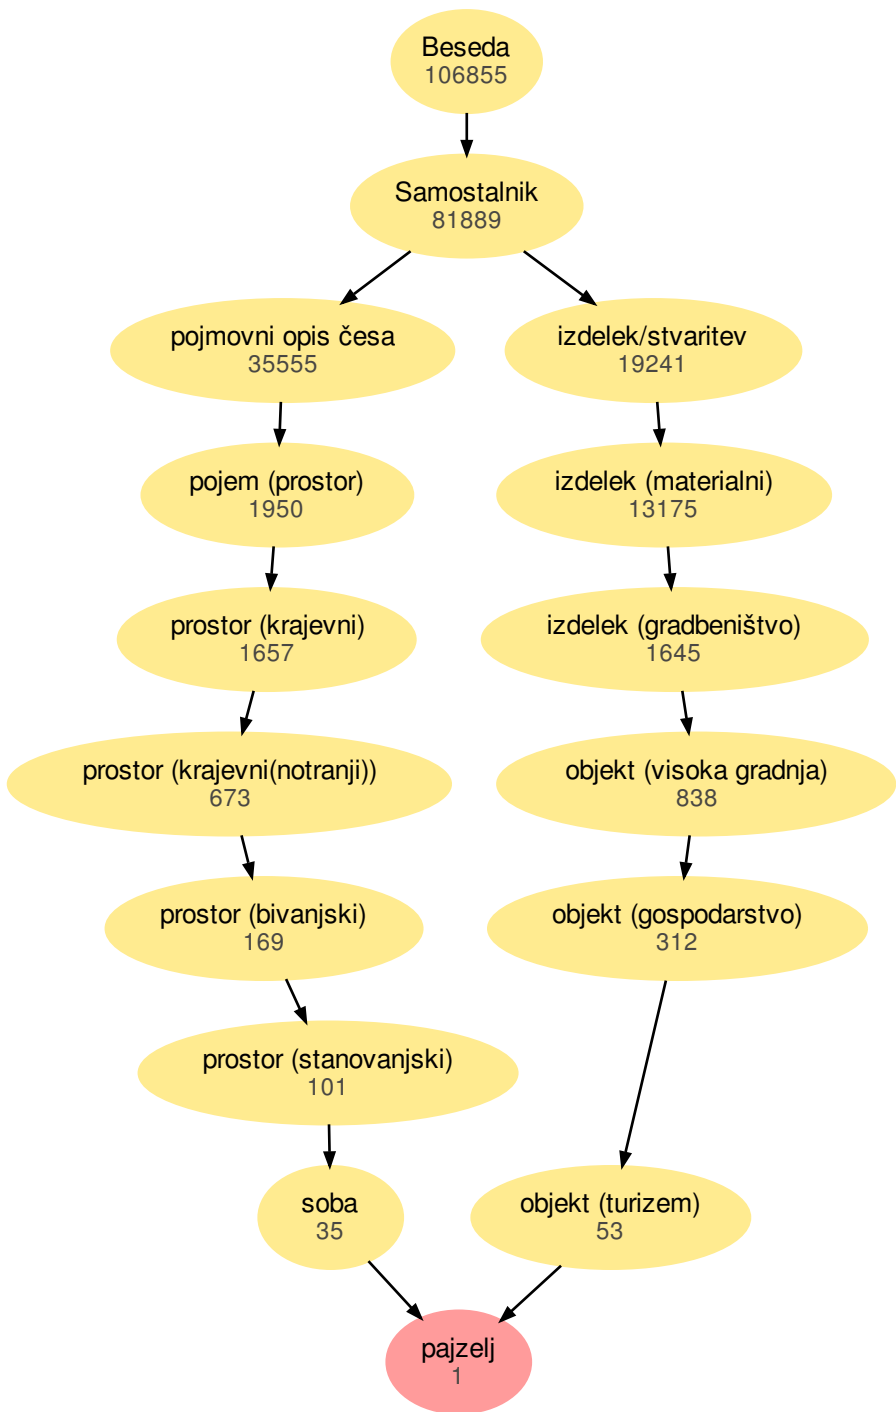 Beseda
106855
Samostalnik
81889
pojmovni opis česa
35555
izdelek/stvaritev
19241
pojem (prostor)
1950
izdelek (materialni)
13175
prostor (krajevni)
1657
izdelek (gradbeništvo)
1645
prostor (krajevni(notranji))
673
objekt (visoka gradnja)
838
prostor (bivanjski)
169
objekt (gospodarstvo)
312
prostor (stanovanjski)
101
soba
35
objekt (turizem)
53
pajzelj
1